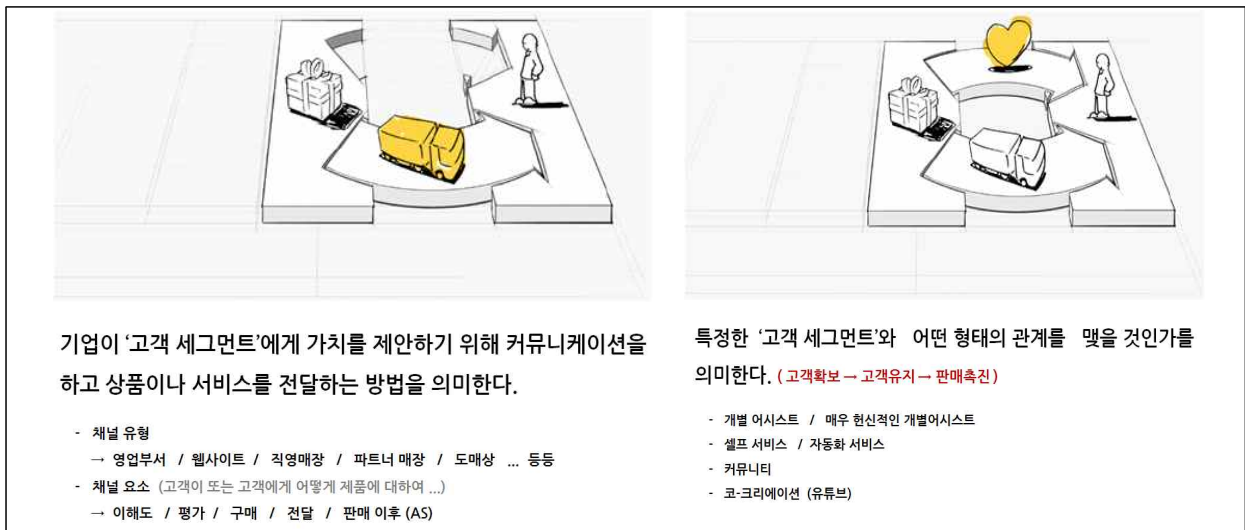 기업이 ‘고객 세그먼트’에게 가치를 제안하기 위해 커뮤니케이션을
하고 상품이나 서비스를 전달하는 방법을 의미한다.
- 채널 유형
→ 영업부서 / 웹사이트 / 직영매장 / 파트너 매장 / 도매상 ... 등등
- 채널 요소 (고객이 또는 고객에게 어떻게 제품에 대하여 ...)
→ 이해도 / 평가 / 구매 / 전달 / 판매 이후 (AS)
특정한 ‘고객 세그먼트’와 어떤 형태의 관계를 맺을 것인가를
의미한다. ( 고객확보 → 고객유지 → 판매촉진 )
- 개별 어시스트 / 매우 헌신적인 개별어시스트
- 셀프 서비스 / 자동화 서비스
- 커뮤니티
- 코-크리에이션 (유튜브)